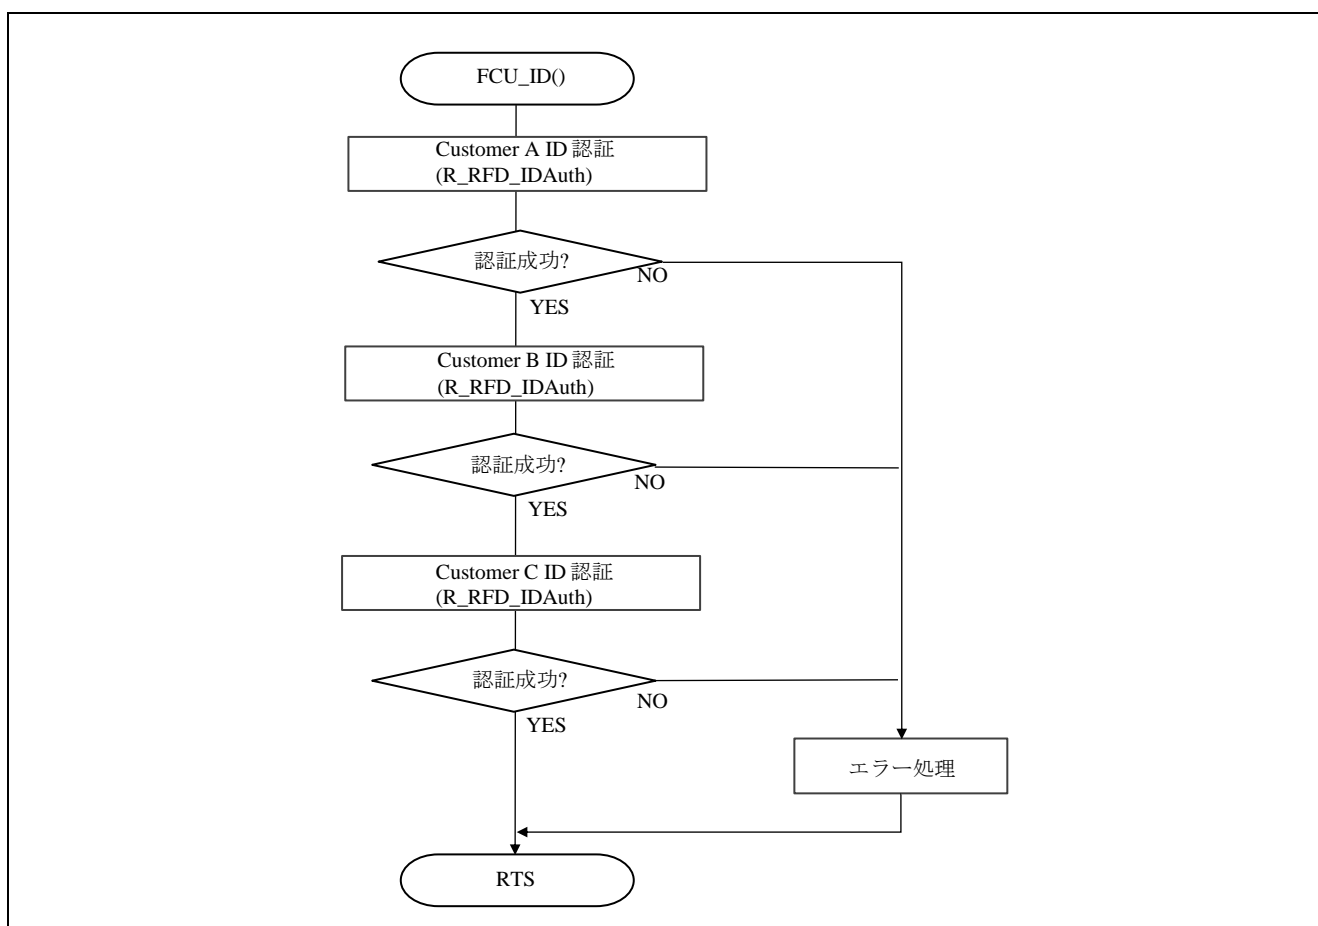 FCU_ID()
Customer A ID 認証
(R_RFD_IDAuth)
認証成功?
NO
YES
Customer B ID 認証
(R_RFD_IDAuth)
認証成功?
NO
YES
Customer C ID 認証
(R_RFD_IDAuth)
認証成功?
NO
YES
エラー処理
RTS